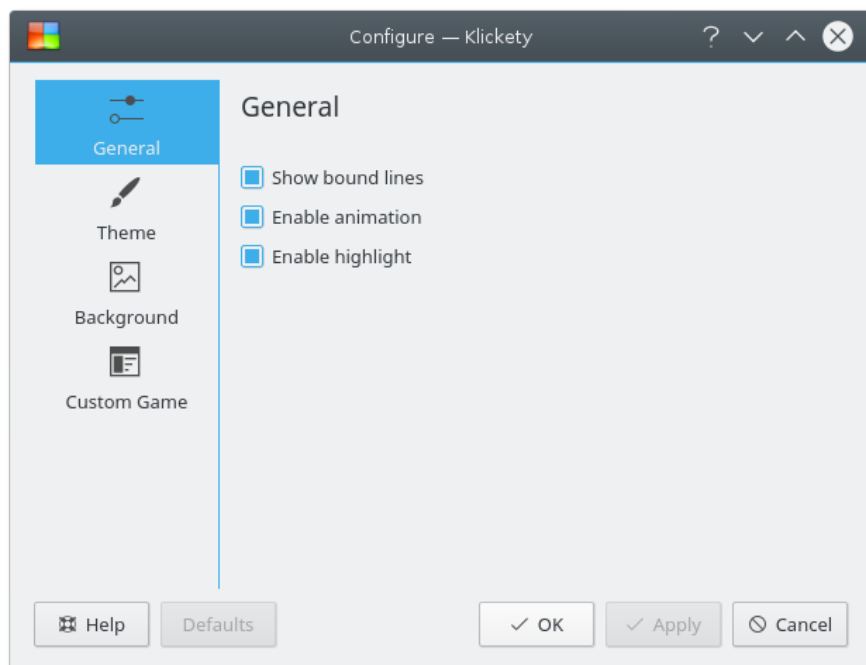 Configure — Klickety
General
Theme
Background
Custom Game
General
Show bound lines
Enable animation
Enable highlight
Help
Defaults
OK
Apply
Cancel